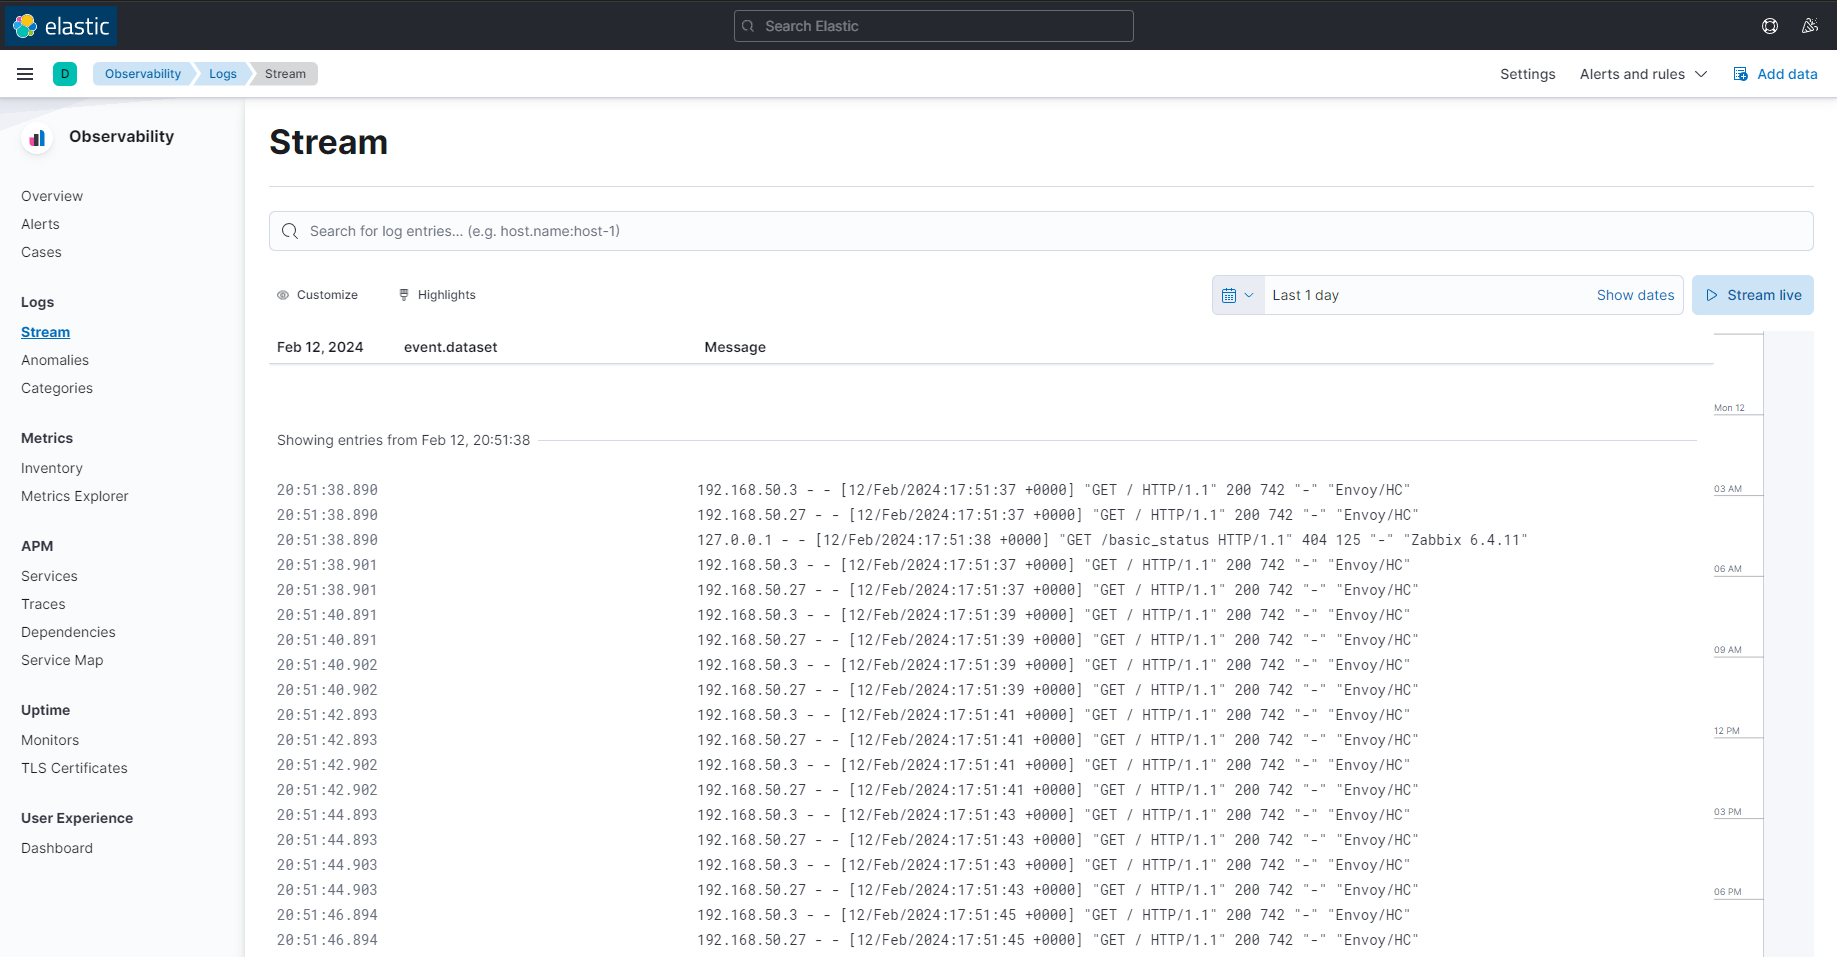 elastic
Search Elastic
D
Observability
Logs
Stream
Settings
Alerts and rules
Add data
Observability
Overview
Alerts
Cases
Logs
Stream
Anomalies
Categories
Metrics
Inventory
Metrics Explorer
APM
Services
Traces
Dependencies
Service Map
Uptime
Monitors
TLS Certificates
User Experience
Dashboard
Stream
Search for log entries... (e.g. host.name:host-1)
Customize
Highlights
Last 1 day
Show dates
Stream live
Feb 12, 2024 event.dataset Message
Showing entries from Feb 12, 20:51:38
20:51:38.890 192.168.50.3 - - [12/Feb/2024:17:51:37 +0000] "GET / HTTP/1.1" 200 742 "-" "Envoy/HC"
20:51:38.890 192.168.50.27 - - [12/Feb/2024:17:51:37 +0000] "GET / HTTP/1.1" 200 742 "-" "Envoy/HC"
20:51:38.890 127.0.0.1 - - [12/Feb/2024:17:51:38 +0000] "GET /basic_status HTTP/1.1" 404 125 "-" "Zabbix 6.4.11"
20:51:38.901 192.168.50.3 - - [12/Feb/2024:17:51:37 +0000] "GET / HTTP/1.1" 200 742 "-" "Envoy/HC"
20:51:38.901 192.168.50.27 - - [12/Feb/2024:17:51:37 +0000] "GET / HTTP/1.1" 200 742 "-" "Envoy/HC"
20:51:40.891 192.168.50.3 - - [12/Feb/2024:17:51:39 +0000] "GET / HTTP/1.1" 200 742 "-" "Envoy/HC"
20:51:40.891 192.168.50.27 - - [12/Feb/2024:17:51:39 +0000] "GET / HTTP/1.1" 200 742 "-" "Envoy/HC"
20:51:40.902 192.168.50.3 - - [12/Feb/2024:17:51:39 +0000] "GET / HTTP/1.1" 200 742 "-" "Envoy/HC"
20:51:40.902 192.168.50.27 - - [12/Feb/2024:17:51:39 +0000] "GET / HTTP/1.1" 200 742 "-" "Envoy/HC"
20:51:42.893 192.168.50.3 - - [12/Feb/2024:17:51:41 +0000] "GET / HTTP/1.1" 200 742 "-" "Envoy/HC"
20:51:42.893 192.168.50.27 - - [12/Feb/2024:17:51:41 +0000] "GET / HTTP/1.1" 200 742 "-" "Envoy/HC"
20:51:42.902 192.168.50.3 - - [12/Feb/2024:17:51:41 +0000] "GET / HTTP/1.1" 200 742 "-" "Envoy/HC"
20:51:42.902 192.168.50.27 - - [12/Feb/2024:17:51:41 +0000] "GET / HTTP/1.1" 200 742 "-" "Envoy/HC"
20:51:44.893 192.168.50.3 - - [12/Feb/2024:17:51:43 +0000] "GET / HTTP/1.1" 200 742 "-" "Envoy/HC"
20:51:44.893 192.168.50.27 - - [12/Feb/2024:17:51:43 +0000] "GET / HTTP/1.1" 200 742 "-" "Envoy/HC"
20:51:44.903 192.168.50.3 - - [12/Feb/2024:17:51:43 +0000] "GET / HTTP/1.1" 200 742 "-" "Envoy/HC"
20:51:44.903 192.168.50.27 - - [12/Feb/2024:17:51:43 +0000] "GET / HTTP/1.1" 200 742 "-" "Envoy/HC"
20:51:46.894 192.168.50.3 - - [12/Feb/2024:17:51:45 +0000] "GET / HTTP/1.1" 200 742 "-" "Envoy/HC"
20:51:46.894 192.168.50.27 - - [12/Feb/2024:17:51:45 +0000] "GET / HTTP/1.1" 200 742 "-" "Envoy/HC"
Mon 12
03 AM
06 AM
09 AM
12 PM
03 PM
06 PM